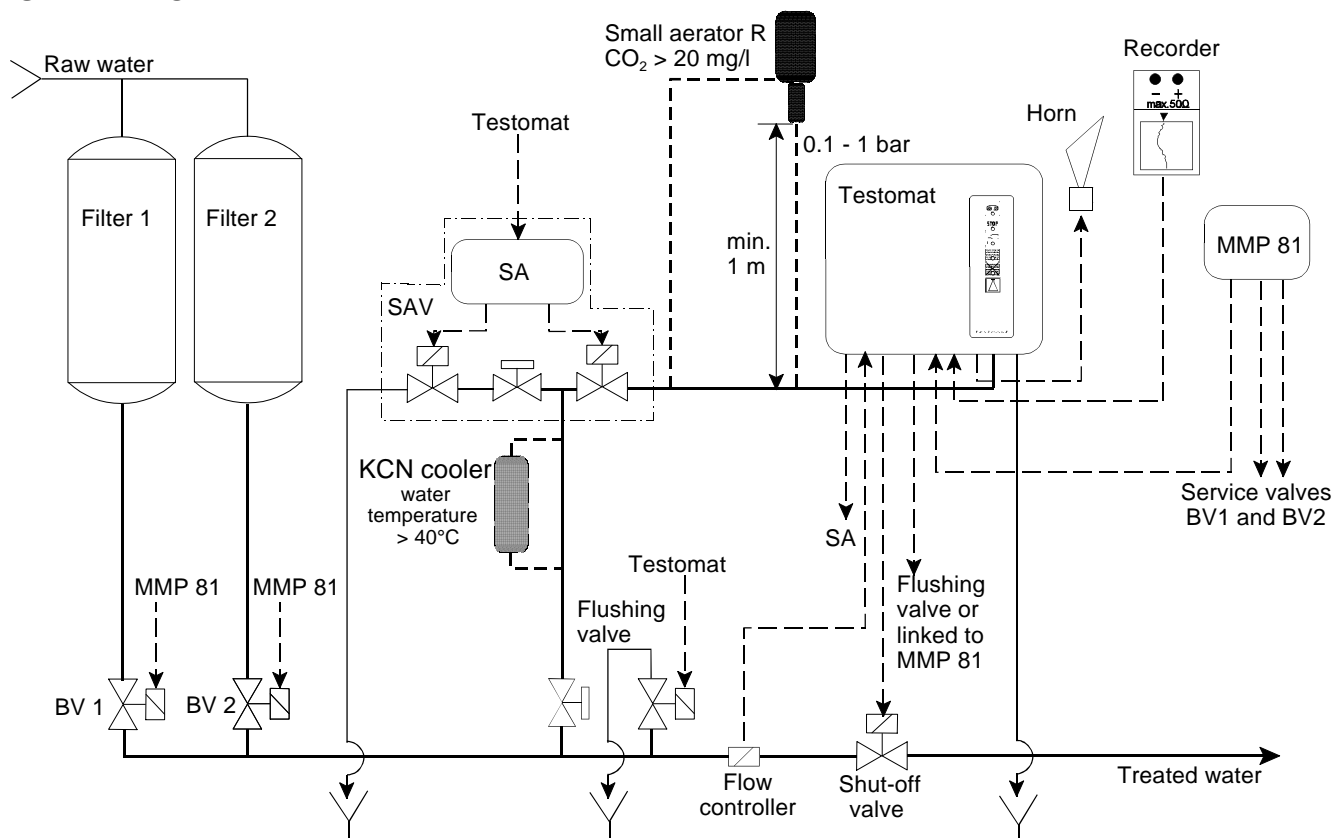 Raw water
Filter 1
Filter 2
Testomat
SA
SAV
Small aerator R
CO₂ > 20 mg/l
0.1 - 1 bar
min.
1 m
Testomat
STOP
Horn
Recorder
− +
max.50Ω
MMP 81
KCN cooler
water
temperature
> 40°C
SA
Flushing
valve or
linked to
MMP 81
Service valves
BV1 and BV2
MMP 81
MMP 81
BV 1
BV 2
Flushing
valve
Testomat
Flow
controller
Shut-off
valve
Treated water